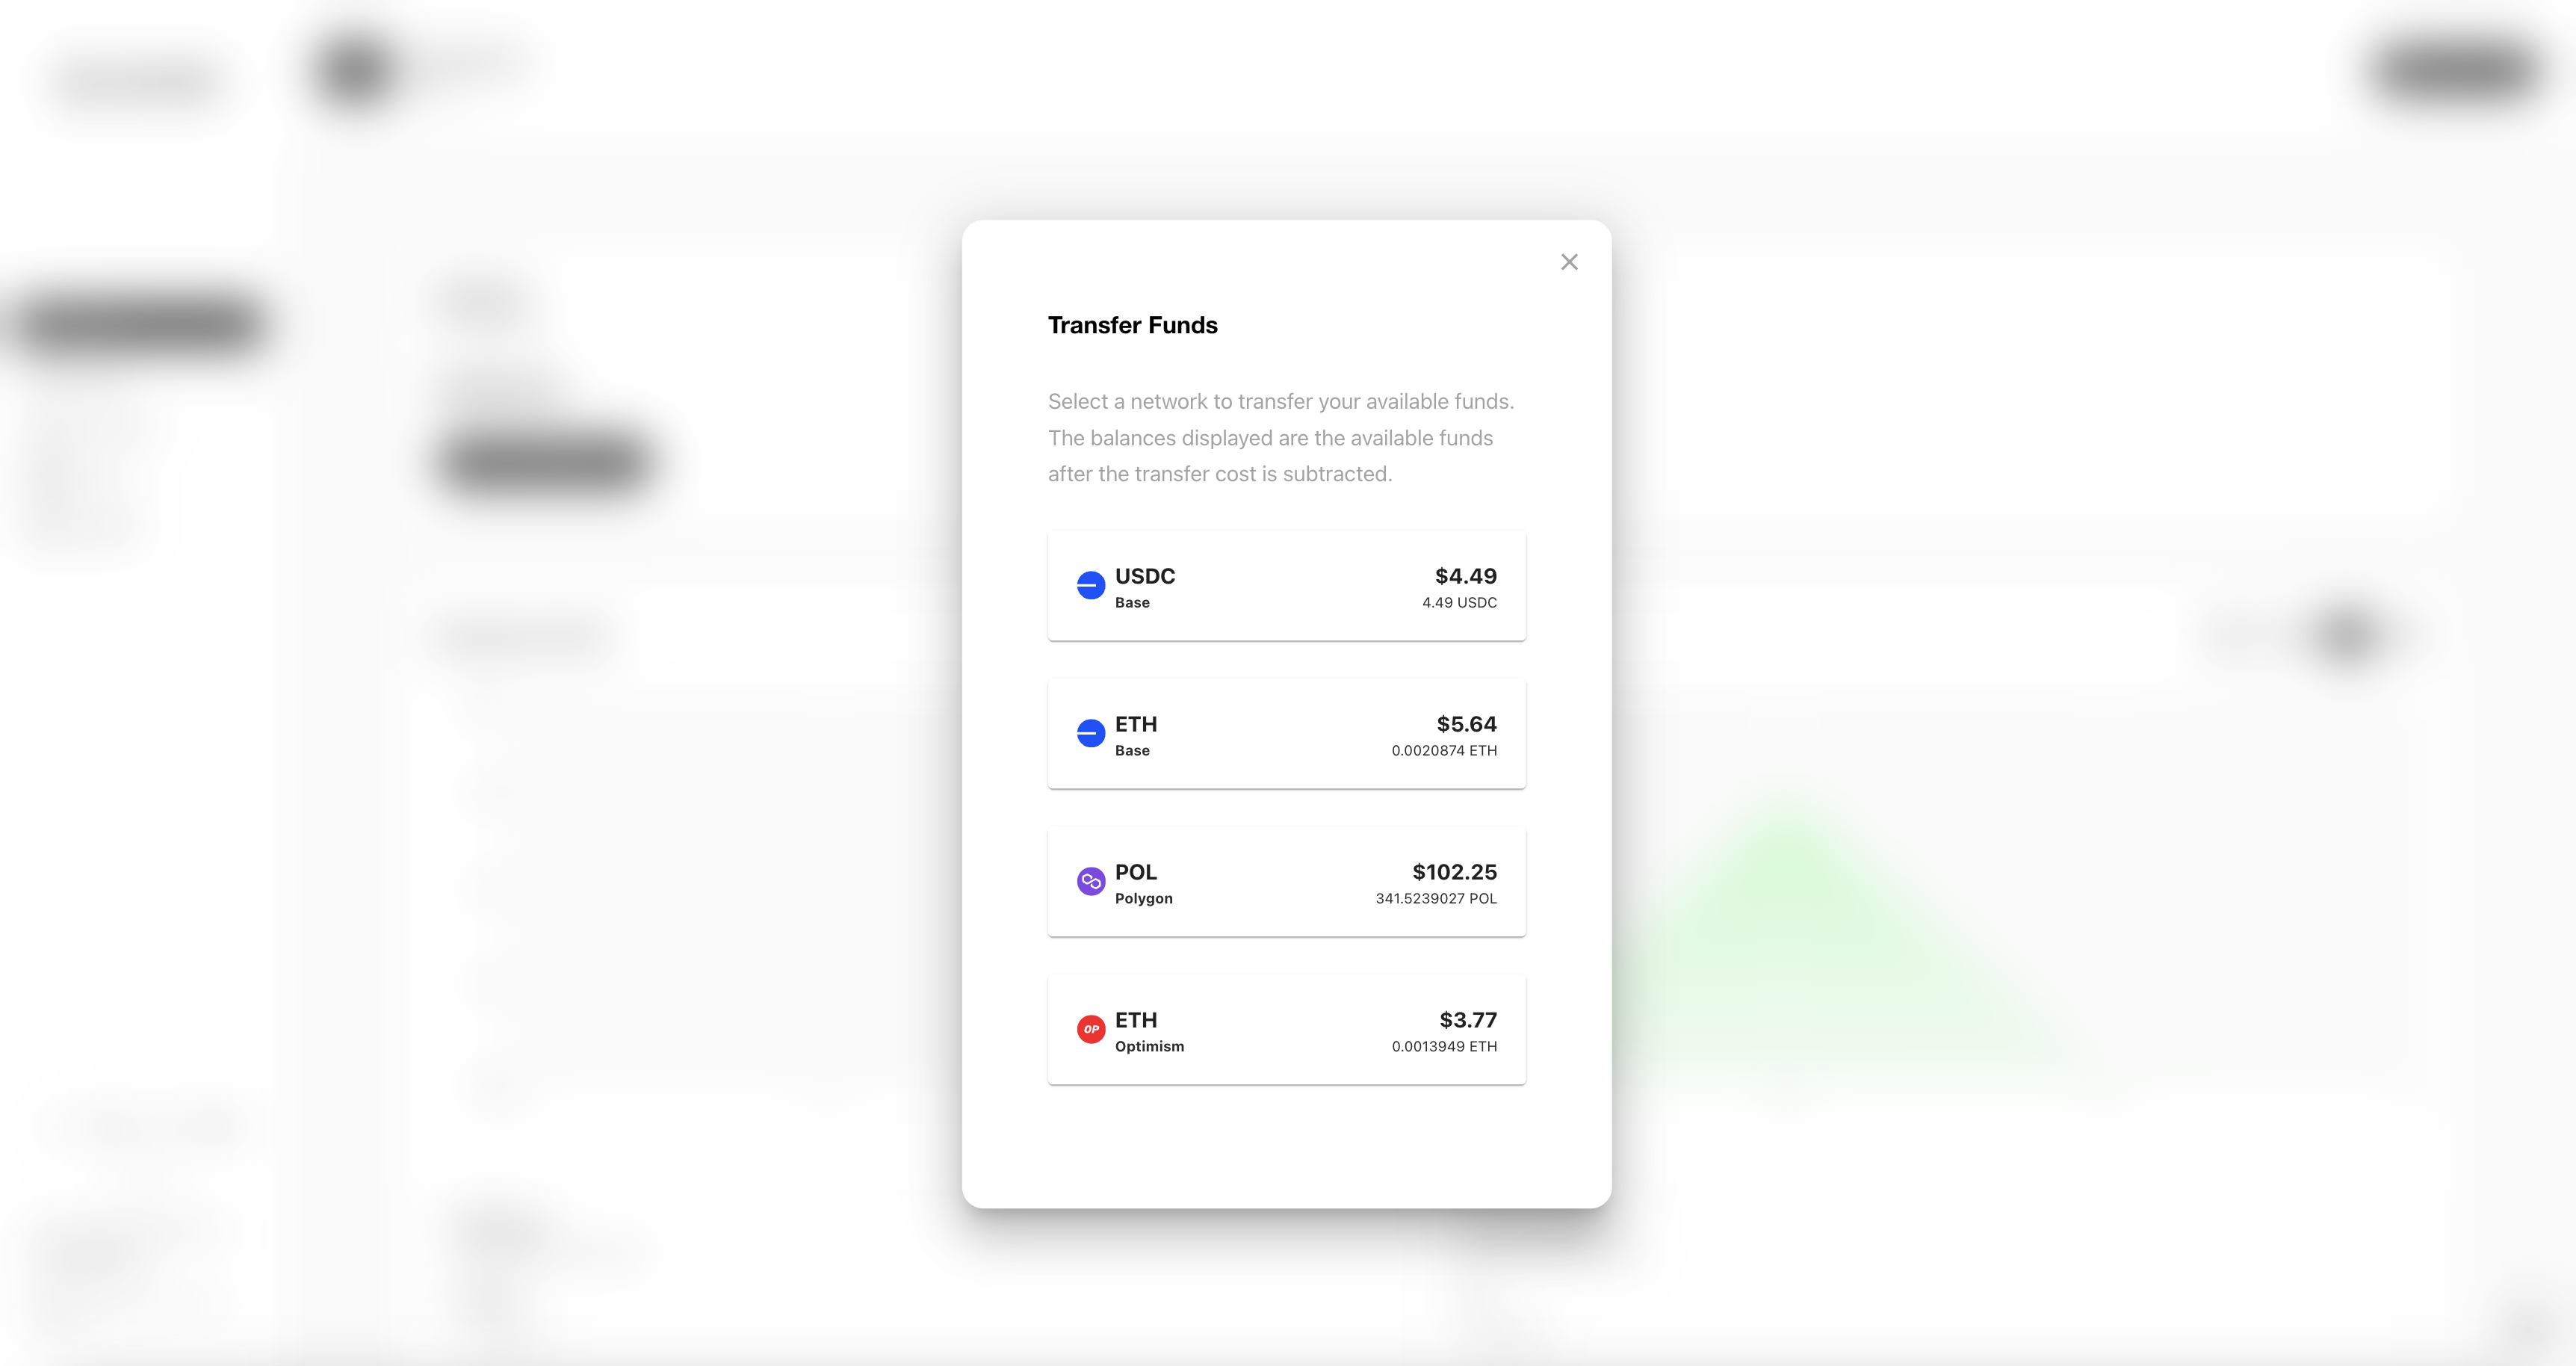 Transfer Funds
Select a network to transfer your available funds.
The balances displayed are the available funds
after the transfer cost is subtracted.
USDC
$4.49
Base
4.49 USDC
ETH
$5.64
Base
0.0020874 ETH
POL
$102.25
Polygon
341.5239027 POL
OP
ETH
$3.77
Optimism
0.0013949 ETH